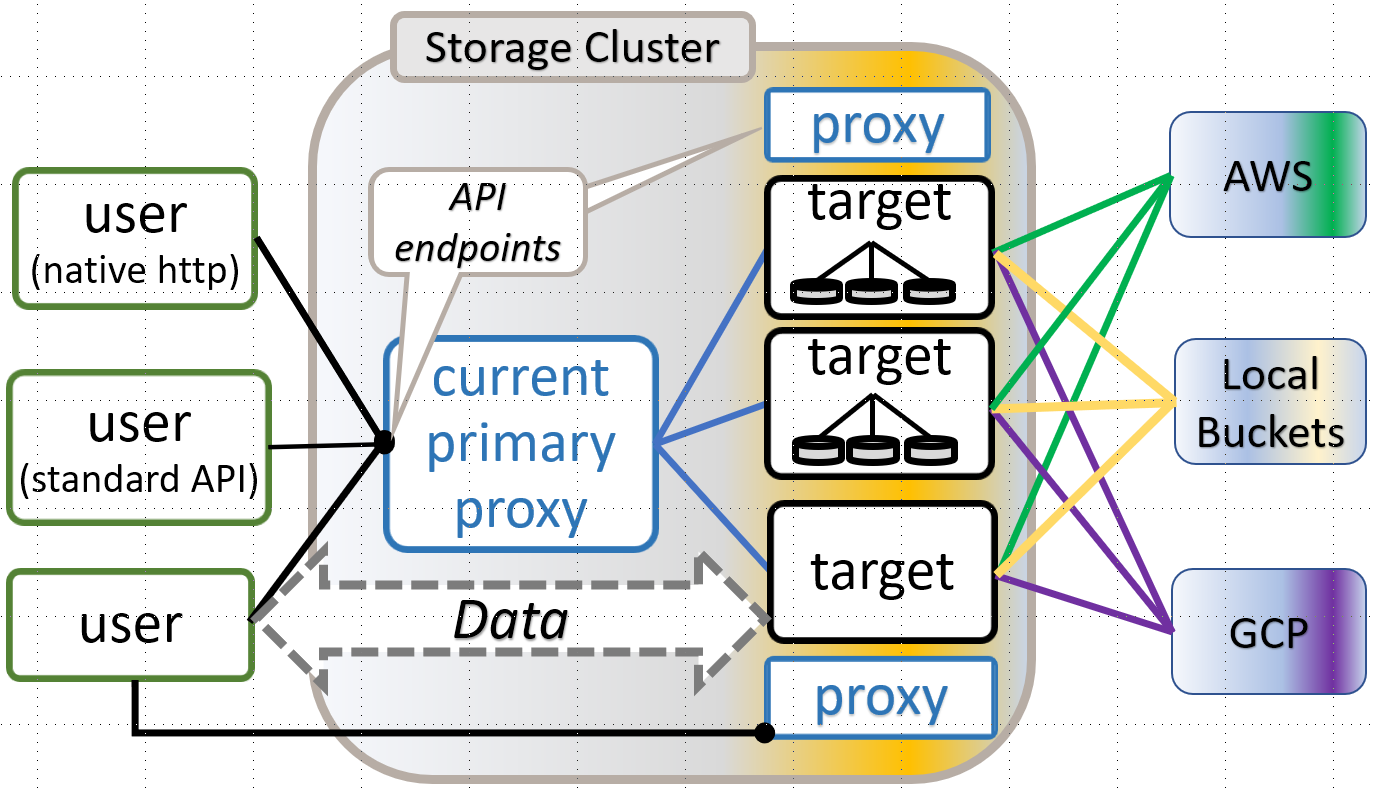 Storage Cluster
proxy
API
endpoints
user
(native http)
target
AWS
current
primary
proxy
target
user
(standard API)
Local
Buckets
target
user
Data
GCP
proxy